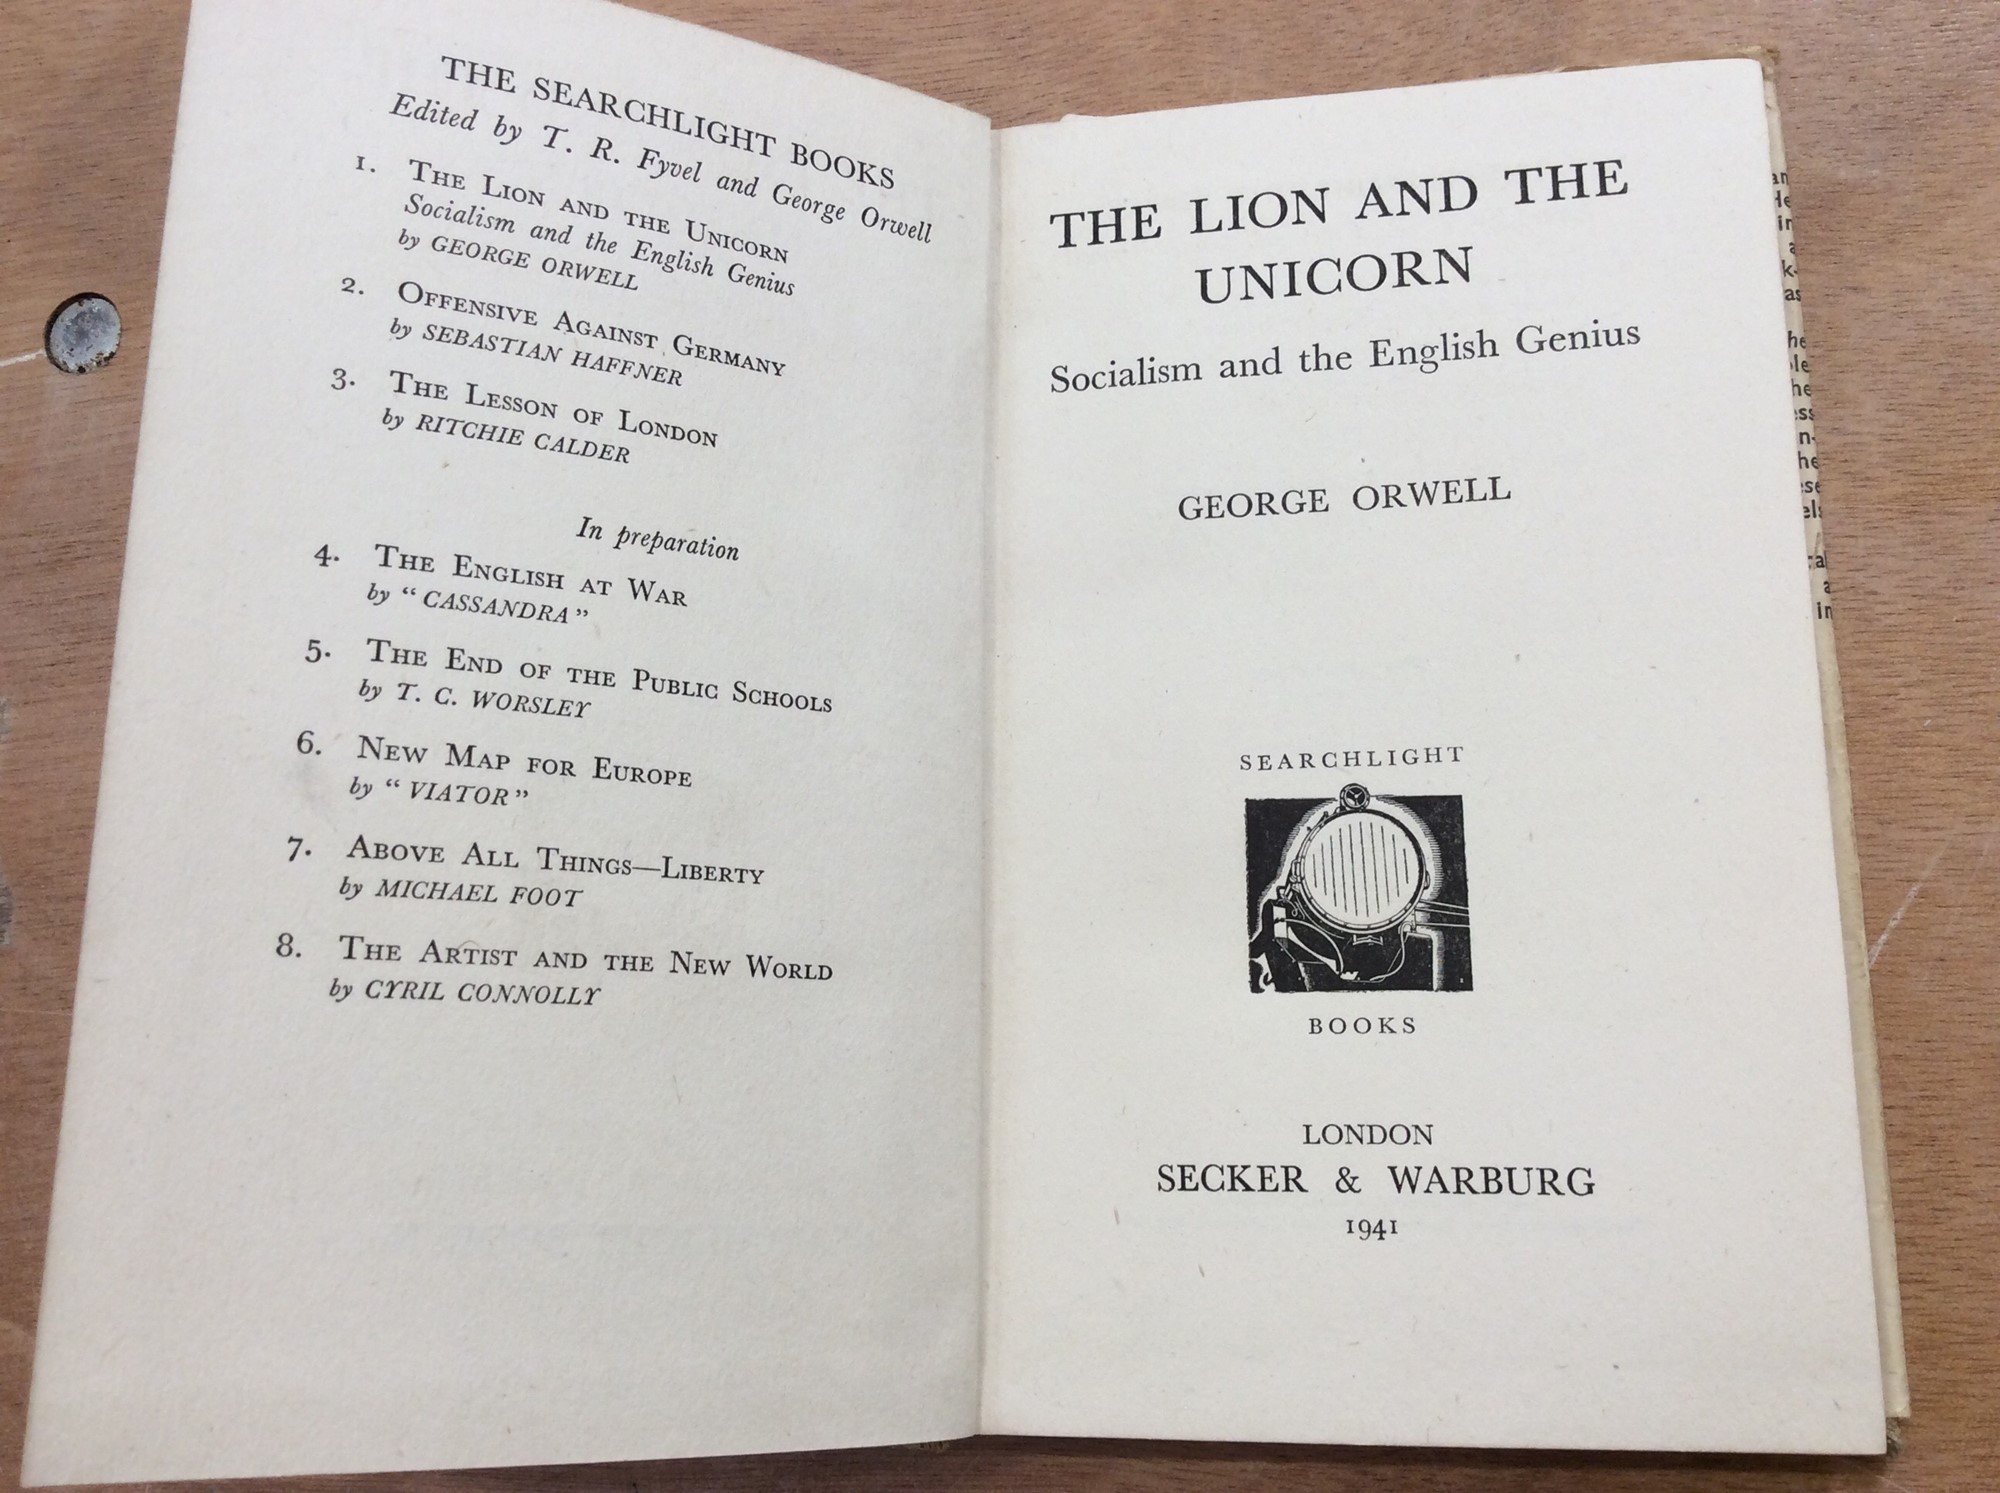 THE SEARCHLIGHT BOOKS
Edited by T. R. Fyvel and George Orwell
1. THE LION AND THE UNICORN
Socialism and the English Genius
by GEORGE ORWELL
2. OFFENSIVE AGAINST GERMANY
by SEBASTIAN HAFFNER
3. THE LESSON OF LONDON
by RITCHIE CALDER
In preparation
4. THE ENGLISH AT WAR
by “CASSANDRA”
5. THE END OF THE PUBLIC SCHOOLS
by T. C. WORSLEY
6. NEW MAP FOR EUROPE
by “VIATOR”
7. ABOVE ALL THINGS—LIBERTY
by MICHAEL FOOT
8. THE ARTIST AND THE NEW WORLD
by CYRIL CONNOLLY
THE LION AND THE
UNICORN
Socialism and the English Genius
GEORGE ORWELL
SEARCHLIGHT
BOOKS
LONDON
SECKER & WARBURG
1941